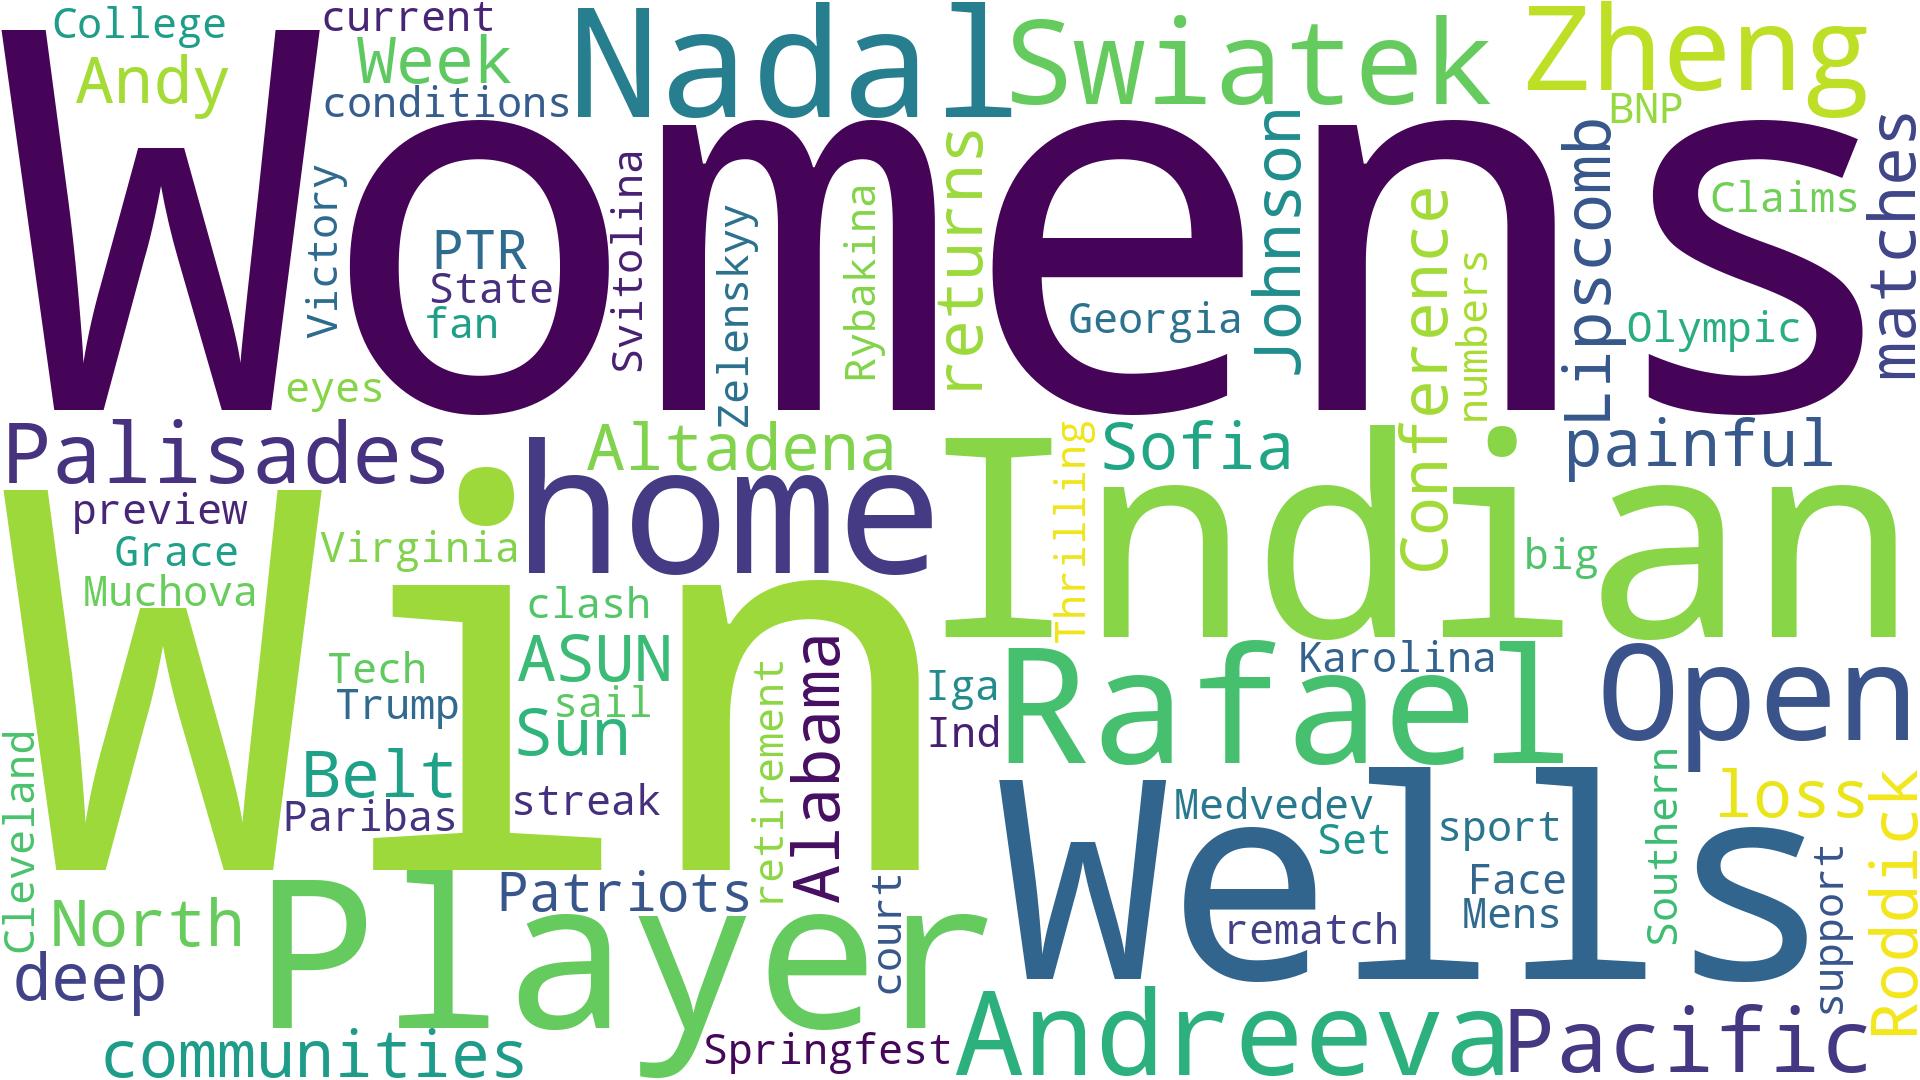 College
current
Andy
Week
conditions
Nadal
Swiatek
Zheng
BNP
Womens
Victory
PTR
State
fan
eyes
Svitolina
Zelenskyy
Rybakina
returns
Georgia
Johnson
Conference
numbers
Lipscomb
Claims
Olympic
matches
Palisades
preview
Grace
Muchova
Virginia
home
Altadena
Indian
Thrilling
Sofia
painful
big
Win
clash
ASUN
sail
Sun
Tech
Trump
Belt
Paribas
streak
retirement
Alabama
Iga
Ind
Rafael
Karolina
Open
Cleveland
North
deep
communities
Player
Patriots
court
Springfest
Wells
Medvedev
Set
sport
Face
Mens
rematch
Southern
loss
support
Roddick
Andreeva
Pacific